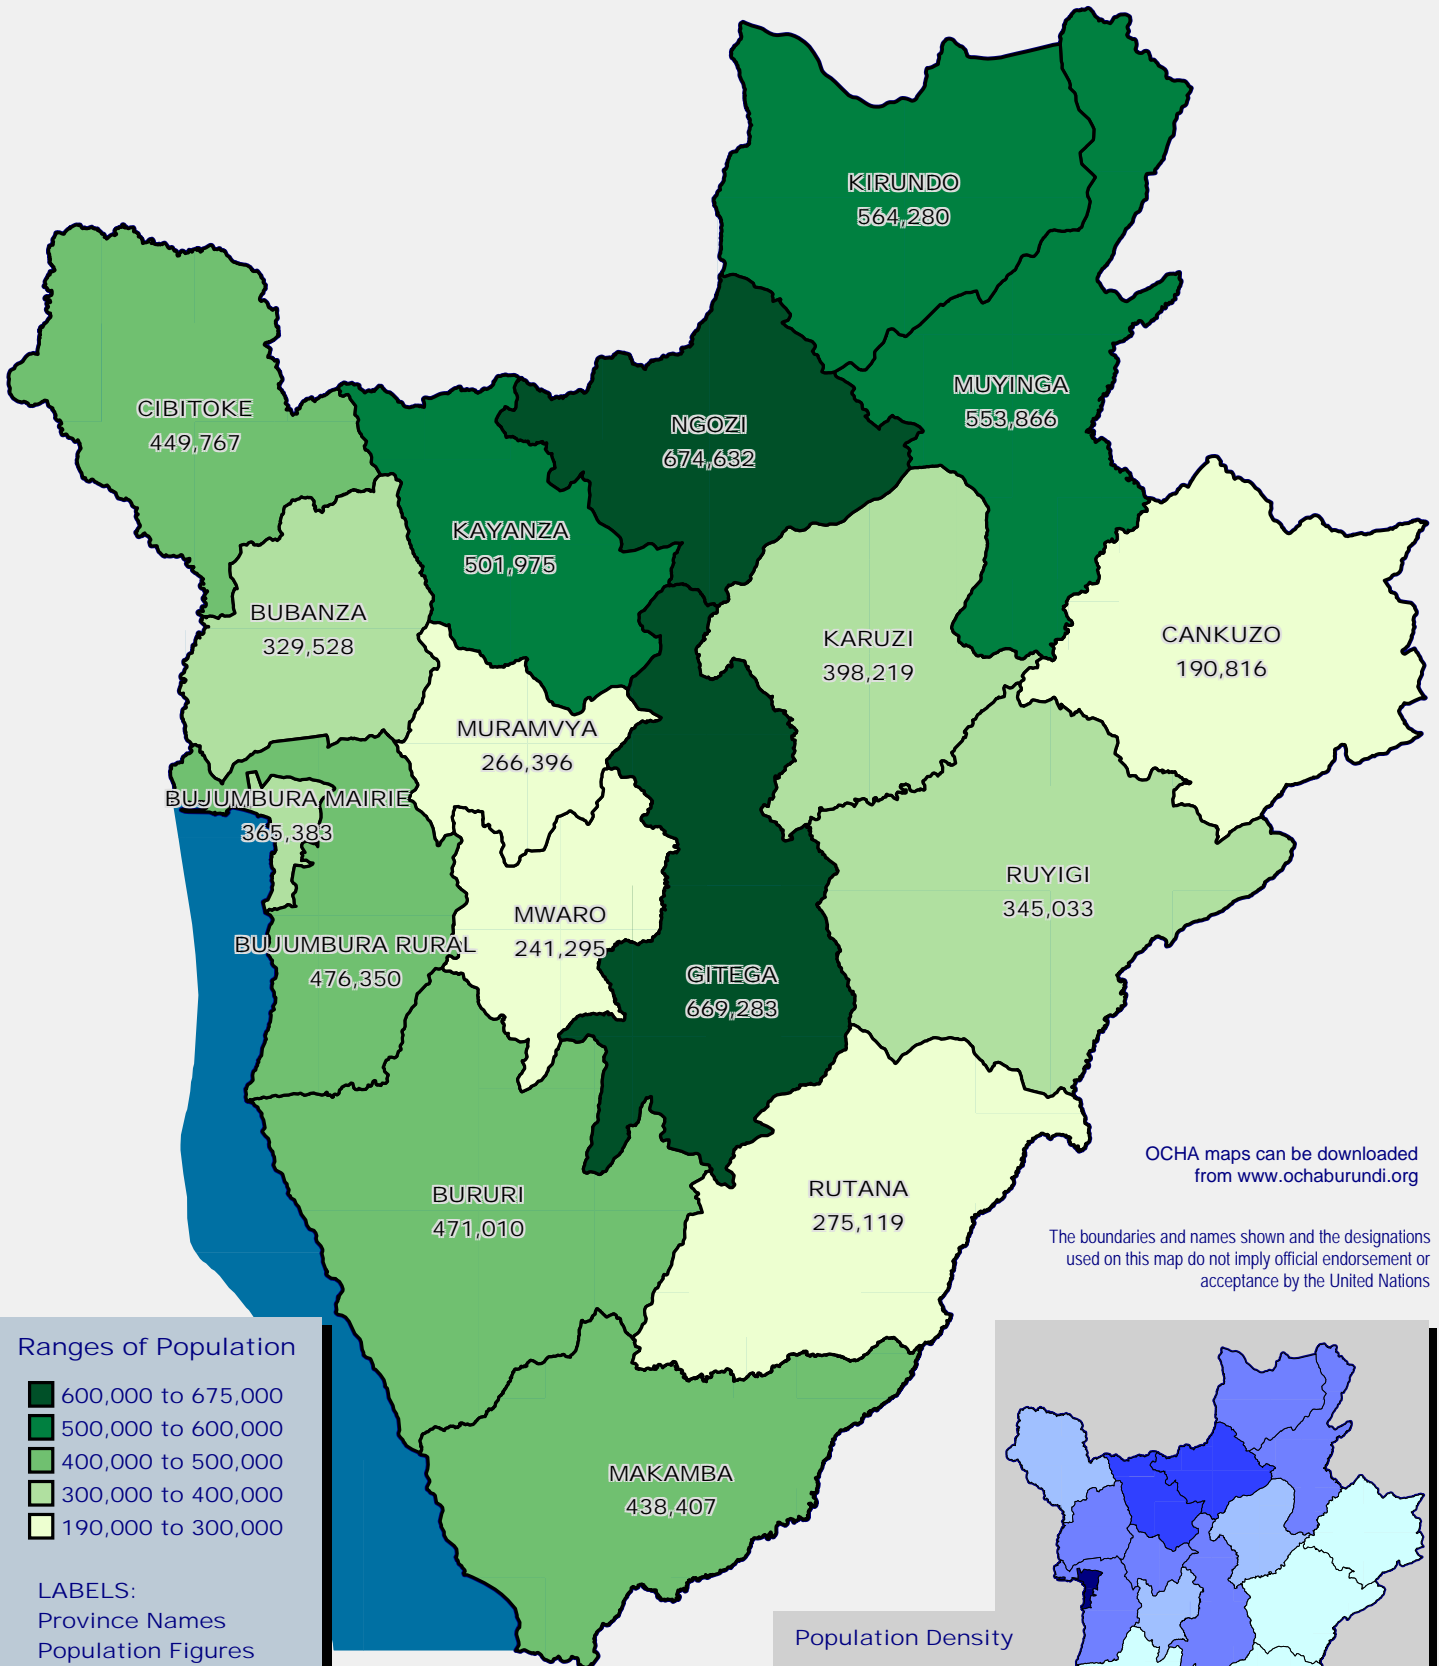 KIRUNDO
564,280
MUYINGA
553,866
CIBITOKE
449,767
NGOZI
674,632
KAYANZA
501,975
BUBANZA
329,528
KARUZI
398,219
CANKUZO
190,816
MURAMVYA
266,396
BUJUMBURA MAIRIE
365,383
RUYIGI
345,033
MWARO
241,295
BUJUMBURA RURAL
476,350
GITEGA
669,283
BURURI
471,010
RUTANA
275,119
MAKAMBA
438,407
OCHA maps can be downloaded
from www.ochaburundi.org
The boundaries and names shown and the designations
used on this map do not imply official endorsement or
acceptance by the United Nations
Ranges of Population
600,000 to 675,000
500,000 to 600,000
400,000 to 500,000
300,000 to 400,000
190,000 to 300,000
LABELS:
Province Names
Population Figures
Population Density